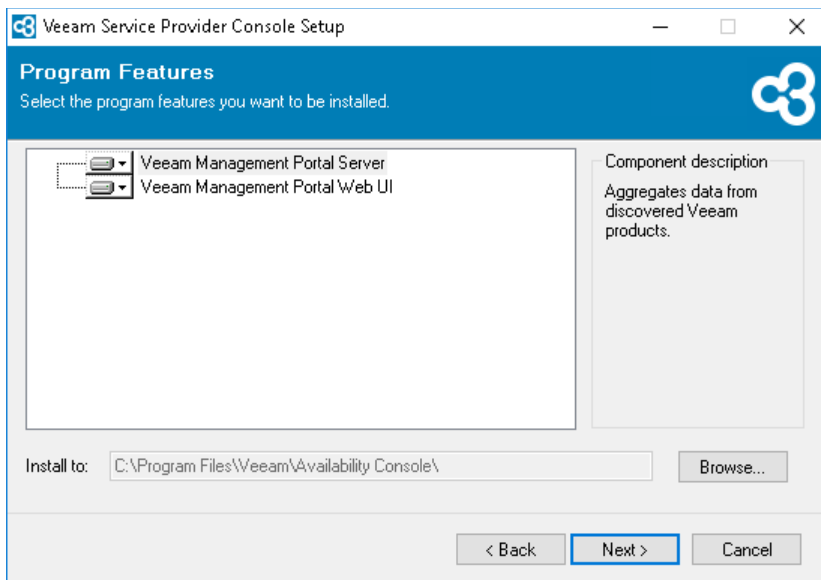 Veeam Service Provider Console Setup
Program Features
Select the program features you want to be installed.
Veeam Management Portal Server
Veeam Management Portal Web UI
Component description
Aggregates data from
discovered Veeam
products.
Install to:
C:\Program Files\Veeam\Availability Console\
Browse...
< Back
Next >
Cancel